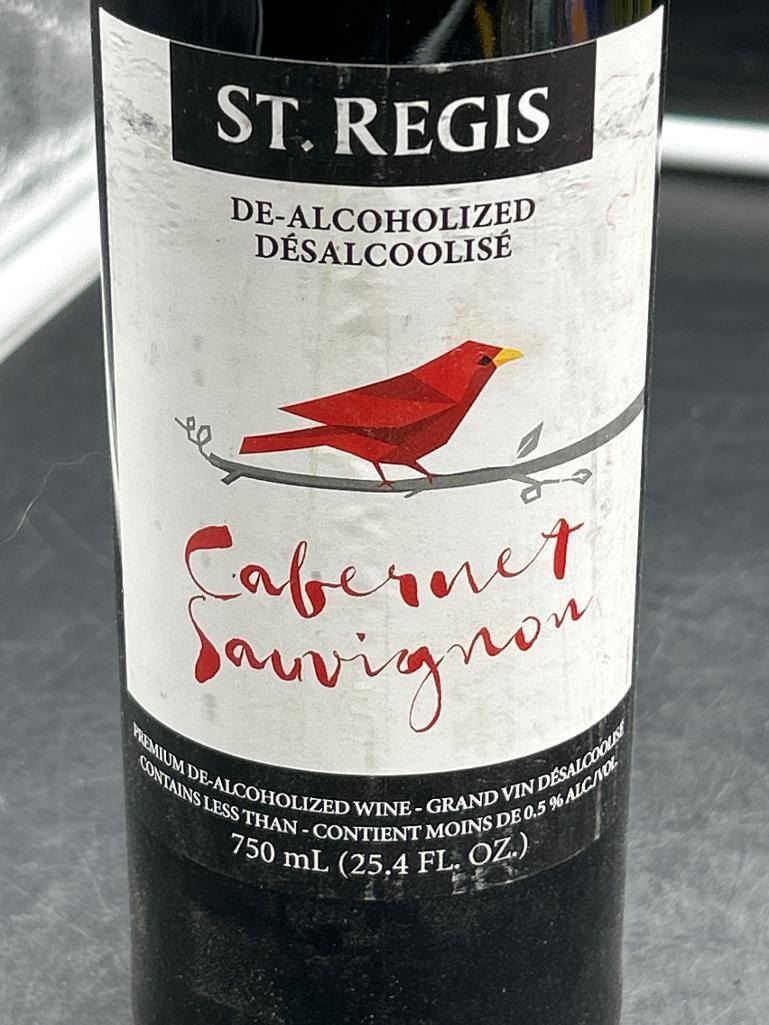 ST. REGIS
DE-ALCOHOLIZED
DÉSALCOOLISÉ
Cabernet
Sauvignon
PREMIUM DE-ALCOHOLIZED WINE - GRAND VIN DÉSALCOOLISÉ
CONTAINS LESS THAN - CONTIENT MOINS DE 0.5 % ALC./VOL.
750 mL (25.4 FL. OZ.)